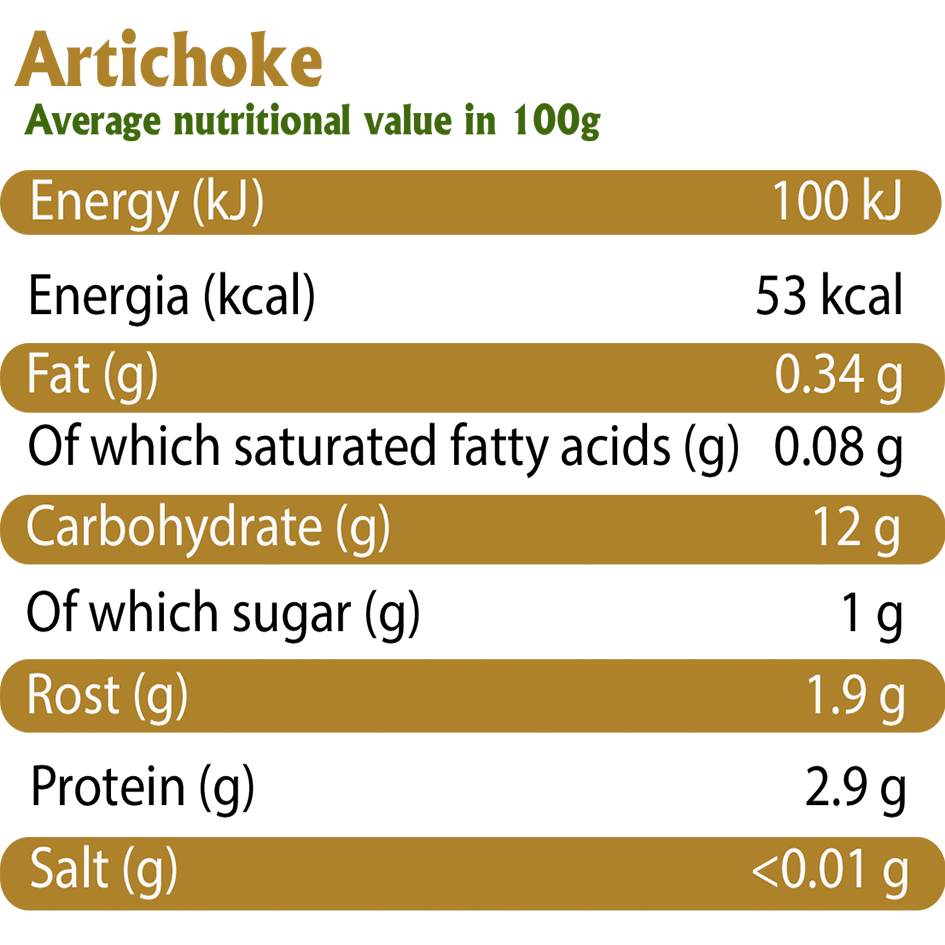 Artichoke
Average nutritional value in 100g
Energy (kJ) 100 kJ
Energia (kcal) 53 kcal
Fat (g) 0.34 g
Of which saturated fatty acids (g) 0.08 g
Carbohydrate (g) 12 g
Of which sugar (g) 1 g
Rost (g) 1.9 g
Protein (g) 2.9 g
Salt (g) <0.01 g